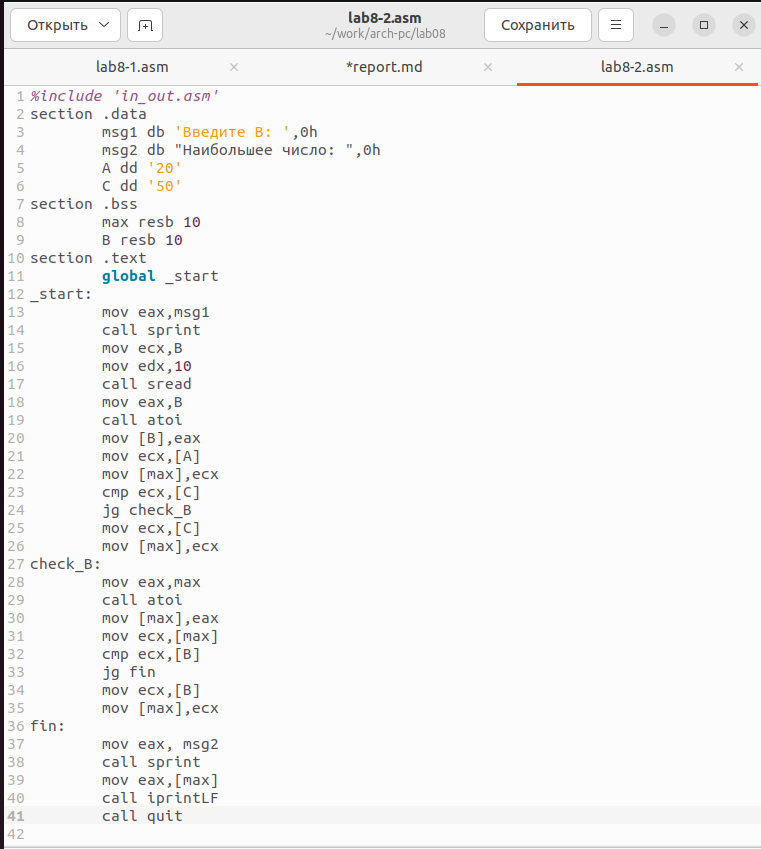 Открыть
lab8-2.asm
~/work/arch-pc/lab08
Сохранить
lab8-1.asm
*report.md
lab8-2.asm
1 %include 'in_out.asm'
2 section .data
3 msg1 db 'Введите B: ',0h
4 msg2 db "Наибольшее число: ",0h
5 A dd '20'
6 C dd '50'
7 section .bss
8 max resb 10
9 B resb 10
10 section .text
11 global _start
12 _start:
13 mov eax,msg1
14 call sprint
15 mov ecx,B
16 mov edx,10
17 call sread
18 mov eax,B
19 call atoi
20 mov [B],eax
21 mov ecx,[A]
22 mov [max],ecx
23 cmp ecx,[C]
24 jg check_B
25 mov ecx,[C]
26 mov [max],ecx
27 check_B:
28 mov eax,max
29 call atoi
30 mov [max],eax
31 mov ecx,[max]
32 cmp ecx,[B]
33 jg fin
34 mov ecx,[B]
35 mov [max],ecx
36 fin:
37 mov eax, msg2
38 call sprint
39 mov eax,[max]
40 call iprintLF
41 call quit
42